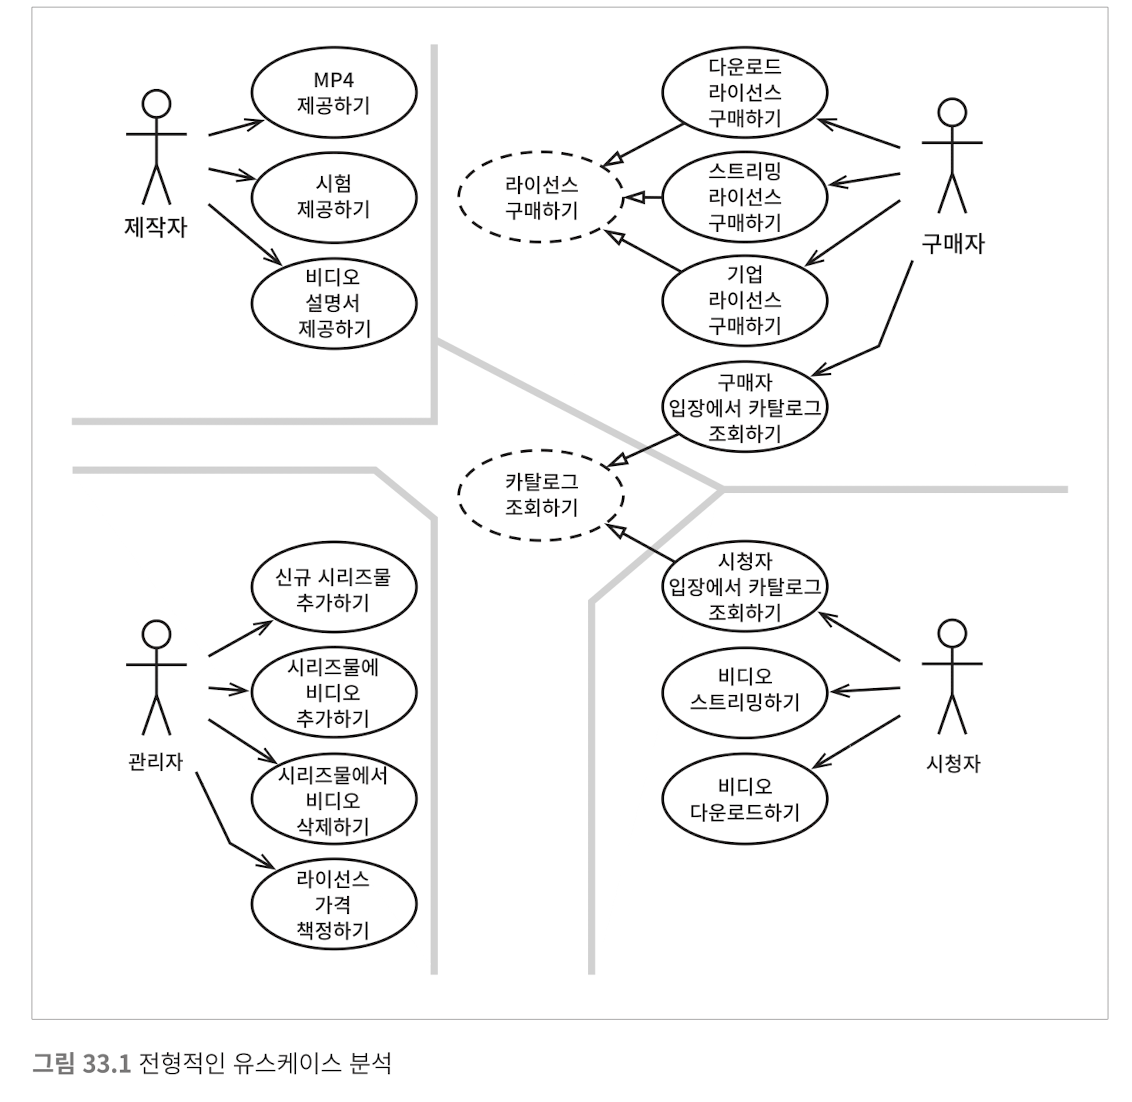 MP4
제공하기
시험
제공하기
비디오
설명서
제공하기
제작자
다운로드
라이선스
구매하기
스트리밍
라이선스
구매하기
기업
라이선스
구매하기
라이선스
구매하기
구매자
구매자
입장에서 카탈로그
조회하기
카탈로그
조회하기
신규 시리즈물
추가하기
시리즈물에
비디오
추가하기
시리즈물에서
비디오
삭제하기
라이선스
가격
책정하기
관리자
시청자
입장에서 카탈로그
조회하기
비디오
스트리밍하기
비디오
다운로드하기
시청자
그림 33.1 전형적인 유스케이스 분석